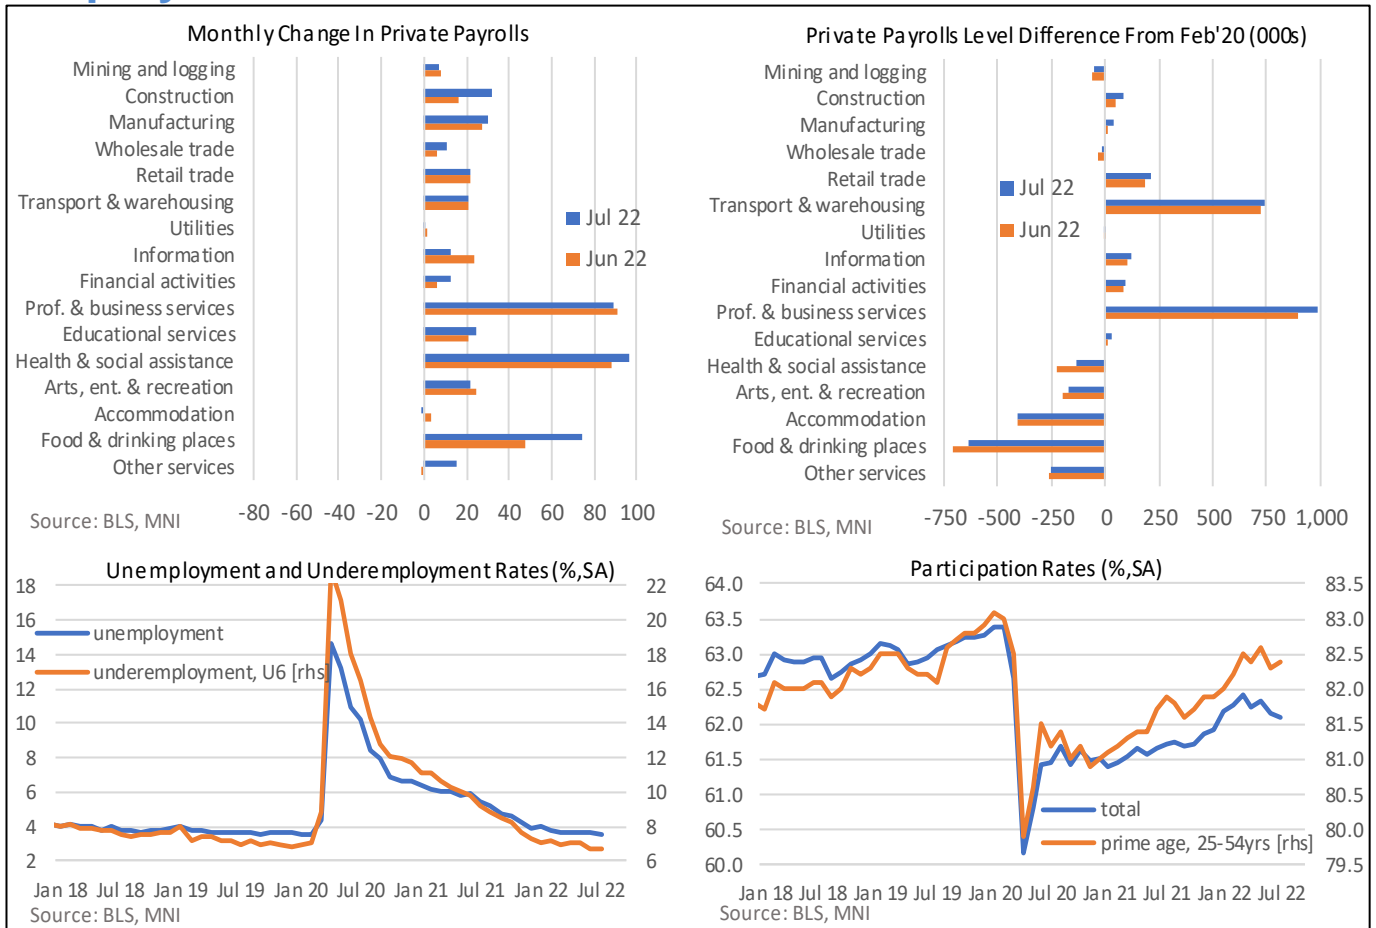 Monthly Change In Private Payrolls
Mining and logging
Construction
Manufacturing
Wholesale trade
Retail trade
Transport & warehousing
Utilities
Information
Financial activities
Prof. & business services
Educational services
Health & social assistance
Arts, ent. & recreation
Accommodation
Food & drinking places
Other services
Jul 22
Jun 22
-80 -60 -40 -20 0 20 40 60 80 100
Source: BLS, MNI
Private Payrolls Level Difference From Feb'20 (000s)
Mining and logging
Construction
Manufacturing
Wholesale trade
Retail trade
Transport & warehousing
Utilities
Information
Financial activities
Prof. & business services
Educational services
Health & social assistance
Arts, ent. & recreation
Accommodation
Food & drinking places
Other services
Jul 22
Jun 22
-750 -500 -250 0 250 500 750 1,000
Source: BLS, MNI
Unemployment and Underemployment Rates (%,SA)
18
16
14
12
10
8
6
4
2
unemployment
underemployment, U6 [rhs]
22
20
18
16
14
12
10
8
6
Jan 18 Jul 18 Jan 19 Jul 19 Jan 20 Jul 20 Jan 21 Jul 21 Jan 22 Jul 22
Source: BLS, MNI
Participation Rates (%,SA)
64.0
63.5
63.0
62.5
62.0
61.5
61.0
60.5
60.0
total
prime age, 25-54yrs [rhs]
83.5
83.0
82.5
82.0
81.5
81.0
80.5
80.0
79.5
Jan 18 Jul 18 Jan 19 Jul 19 Jan 20 Jul 20 Jan 21 Jul 21 Jan 22 Jul 22
Source: BLS, MNI